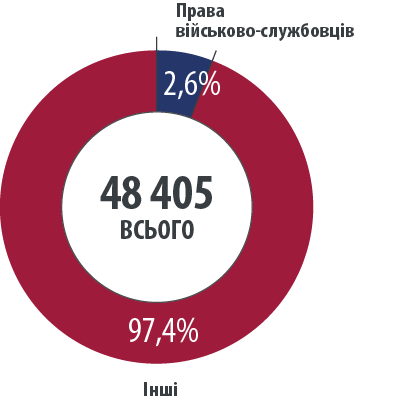 Права
військово-службовців
2,6%
48 405
ВСЬОГО
97,4%
Інші